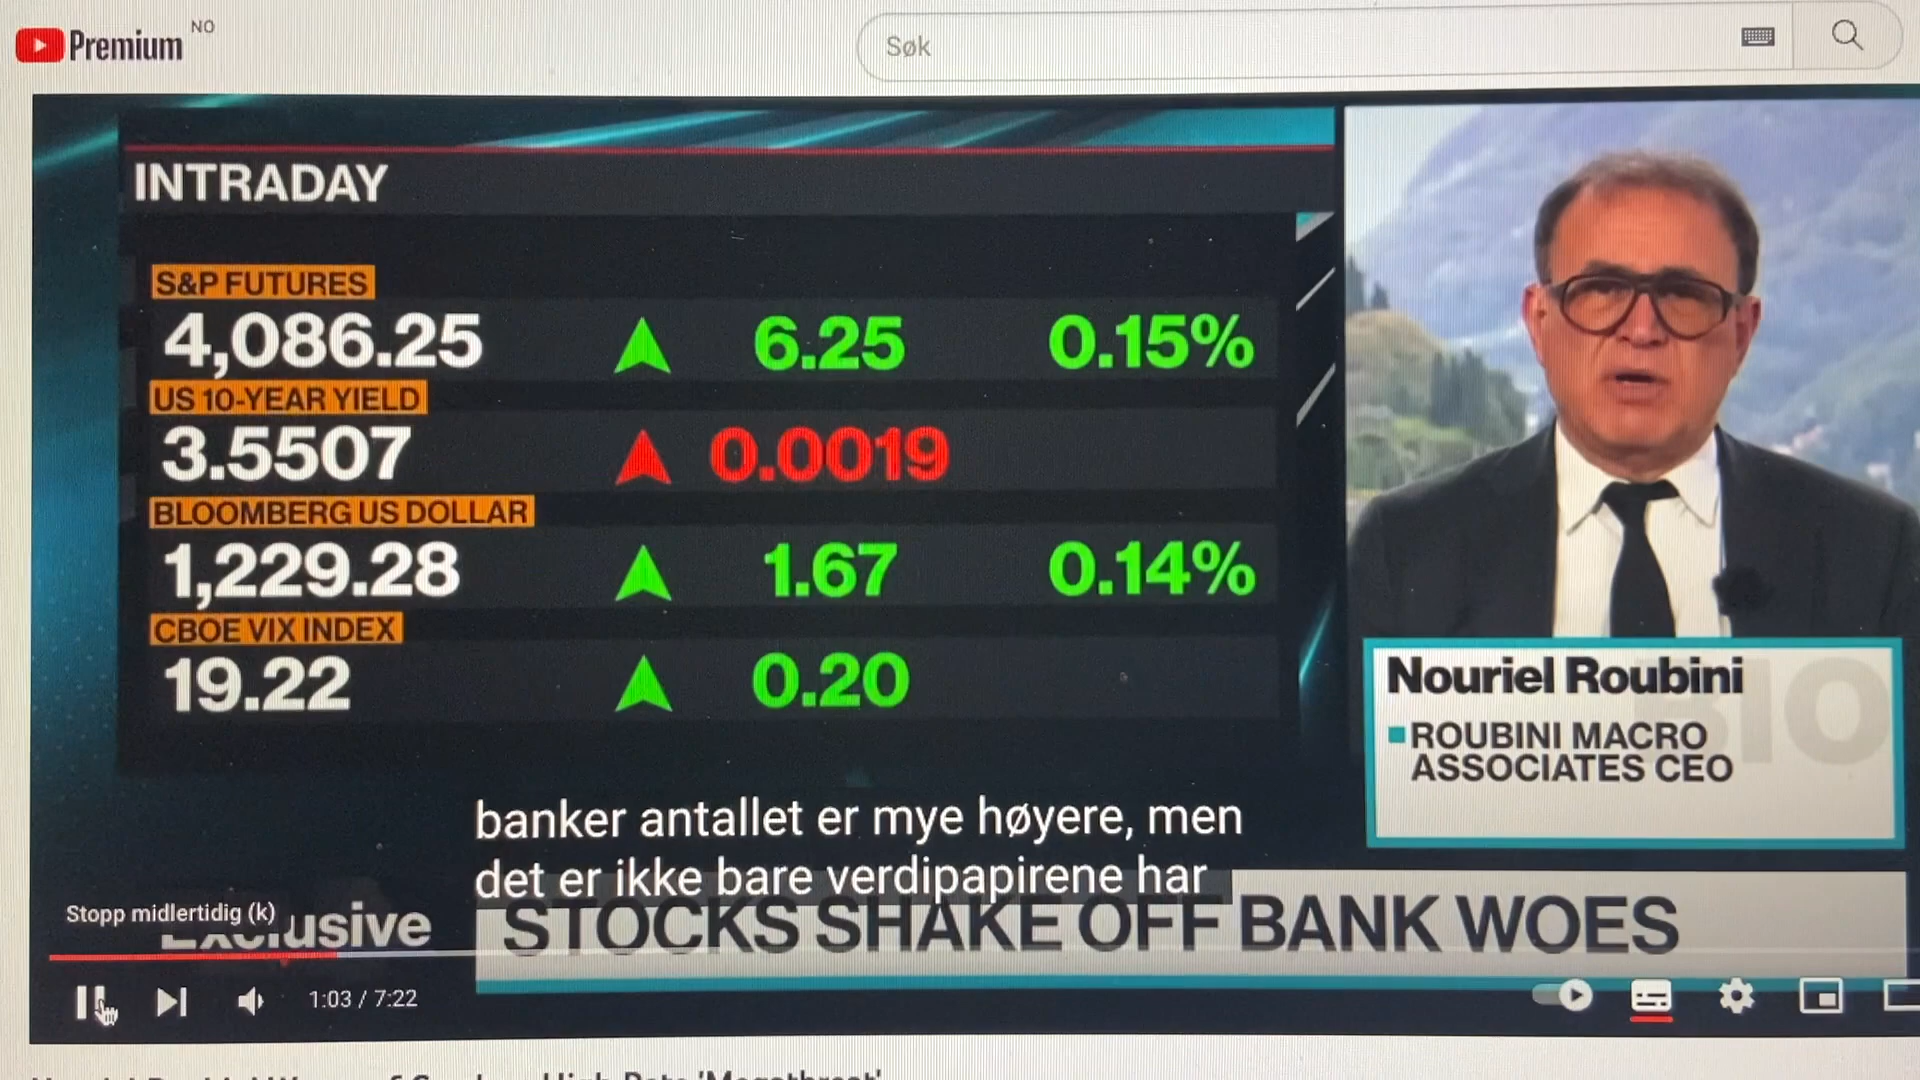 Premium NO
Søk
INTRADAY
S&P FUTURES
4,086.25 6.25 0.15%
US 10-YEAR YIELD
3.5507 0.0019
BLOOMBERG US DOLLAR
1,229.28 1.67 0.14%
CBOE VIX INDEX
19.22 0.20
Nouriel Roubini
ROUBINI MACRO
ASSOCIATES CEO
banker antallet er mye høyere, men
det er ikke bare verdipapirene har
Stopp midlertidig (k)
Exclusive
STOCKS SHAKE OFF BANK WOES
1:03 / 7:22